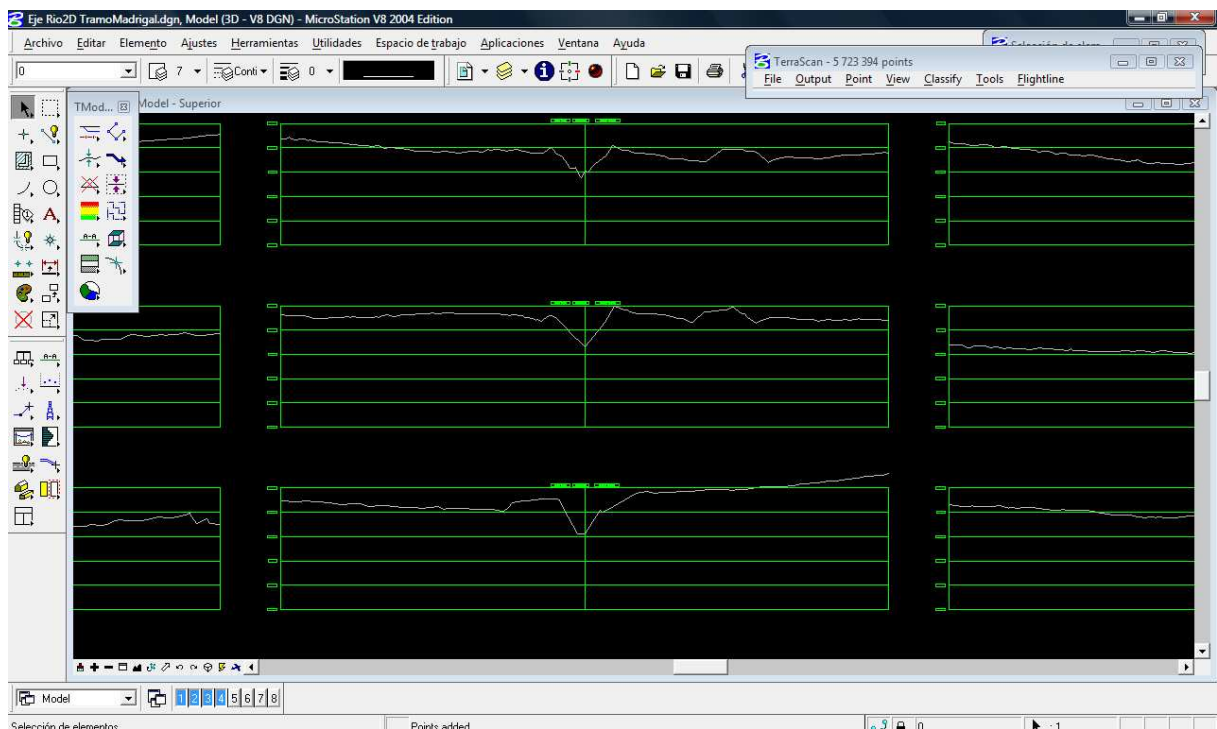 Eje Rio2D TramoMadrigal.dgn, Model (3D - V8 DGN) - MicroStation V8 2004 Edition
Archivo Editar Elemento Ajustes Herramientas Utilidades Espacio de trabajo Aplicaciones Ventana Ayuda
TerraScan - 5 723 394 points
File Output Point View Classify Tools Flightline
0 7 Conti 0
TMod...
Model - Superior
Model 1 2 3 4 5 6 7 8
Selección de elementos Points added 0 : 1